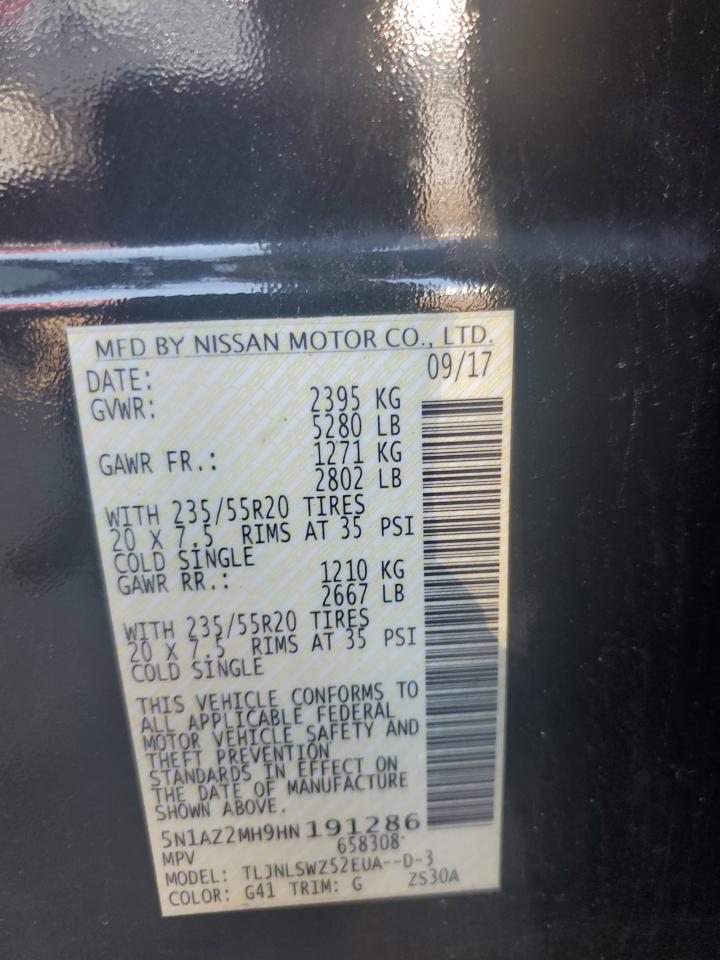 MFD BY NISSAN MOTOR CO., LTD.
DATE: 09/17
GVWR: 2395 KG
5280 LB
GAWR FR.: 1271 KG
2802 LB
WITH 235/55R20 TIRES
20 X 7.5 RIMS AT 35 PSI
COLD SINGLE
GAWR RR.: 1210 KG
2667 LB
WITH 235/55R20 TIRES
20 X 7.5 RIMS AT 35 PSI
COLD SINGLE
THIS VEHICLE CONFORMS TO
ALL APPLICABLE FEDERAL
MOTOR VEHICLE SAFETY AND
THEFT PREVENTION
STANDARDS IN EFFECT ON
THE DATE OF MANUFACTURE
SHOWN ABOVE.
5N1AZ2MH9HN191286
MPV 658308
MODEL: TLJNLSWZ52EUA--D-3
COLOR: G41 TRIM: G ZS30A